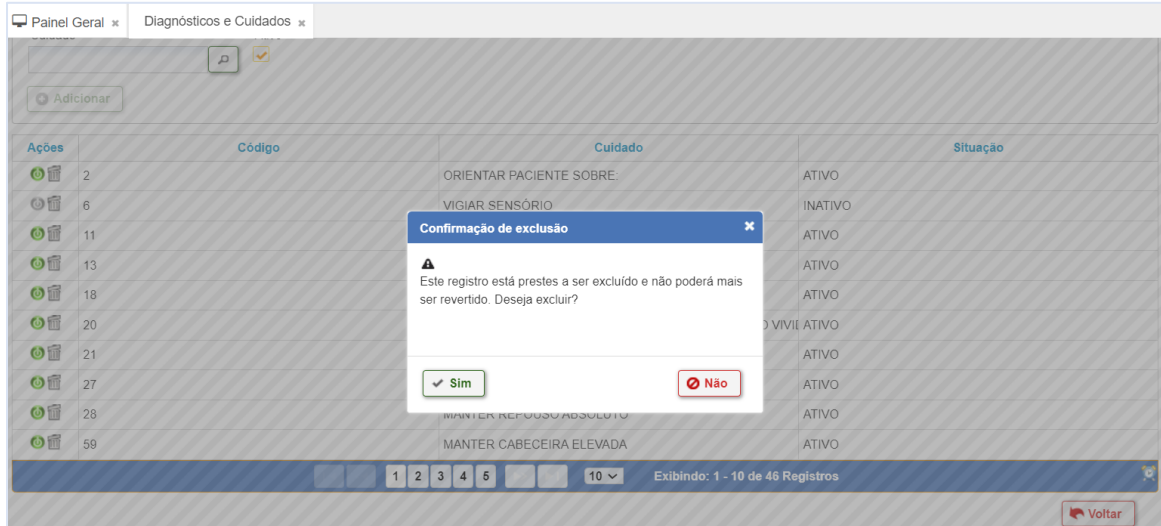 Painel Geral ×
Diagnósticos e Cuidados ×
Adicionar
Ações Código Cuidado Situação
2 ORIENTAR PACIENTE SOBRE: ATIVO
6 VIGIAR SENSÓRIO INATIVO
11 ATIVO
13 ATIVO
18 ATIVO
20 ATIVO
21 ATIVO
27 ATIVO
28 MANTER REPOUSO ABSOLUTO ATIVO
59 MANTER CABECEIRA ELEVADA ATIVO
Confirmação de exclusão
Este registro está prestes a ser excluído e não poderá mais
ser revertido. Deseja excluir?
Sim
Não
1 2 3 4 5 10 Exibindo: 1 - 10 de 46 Registros
Voltar